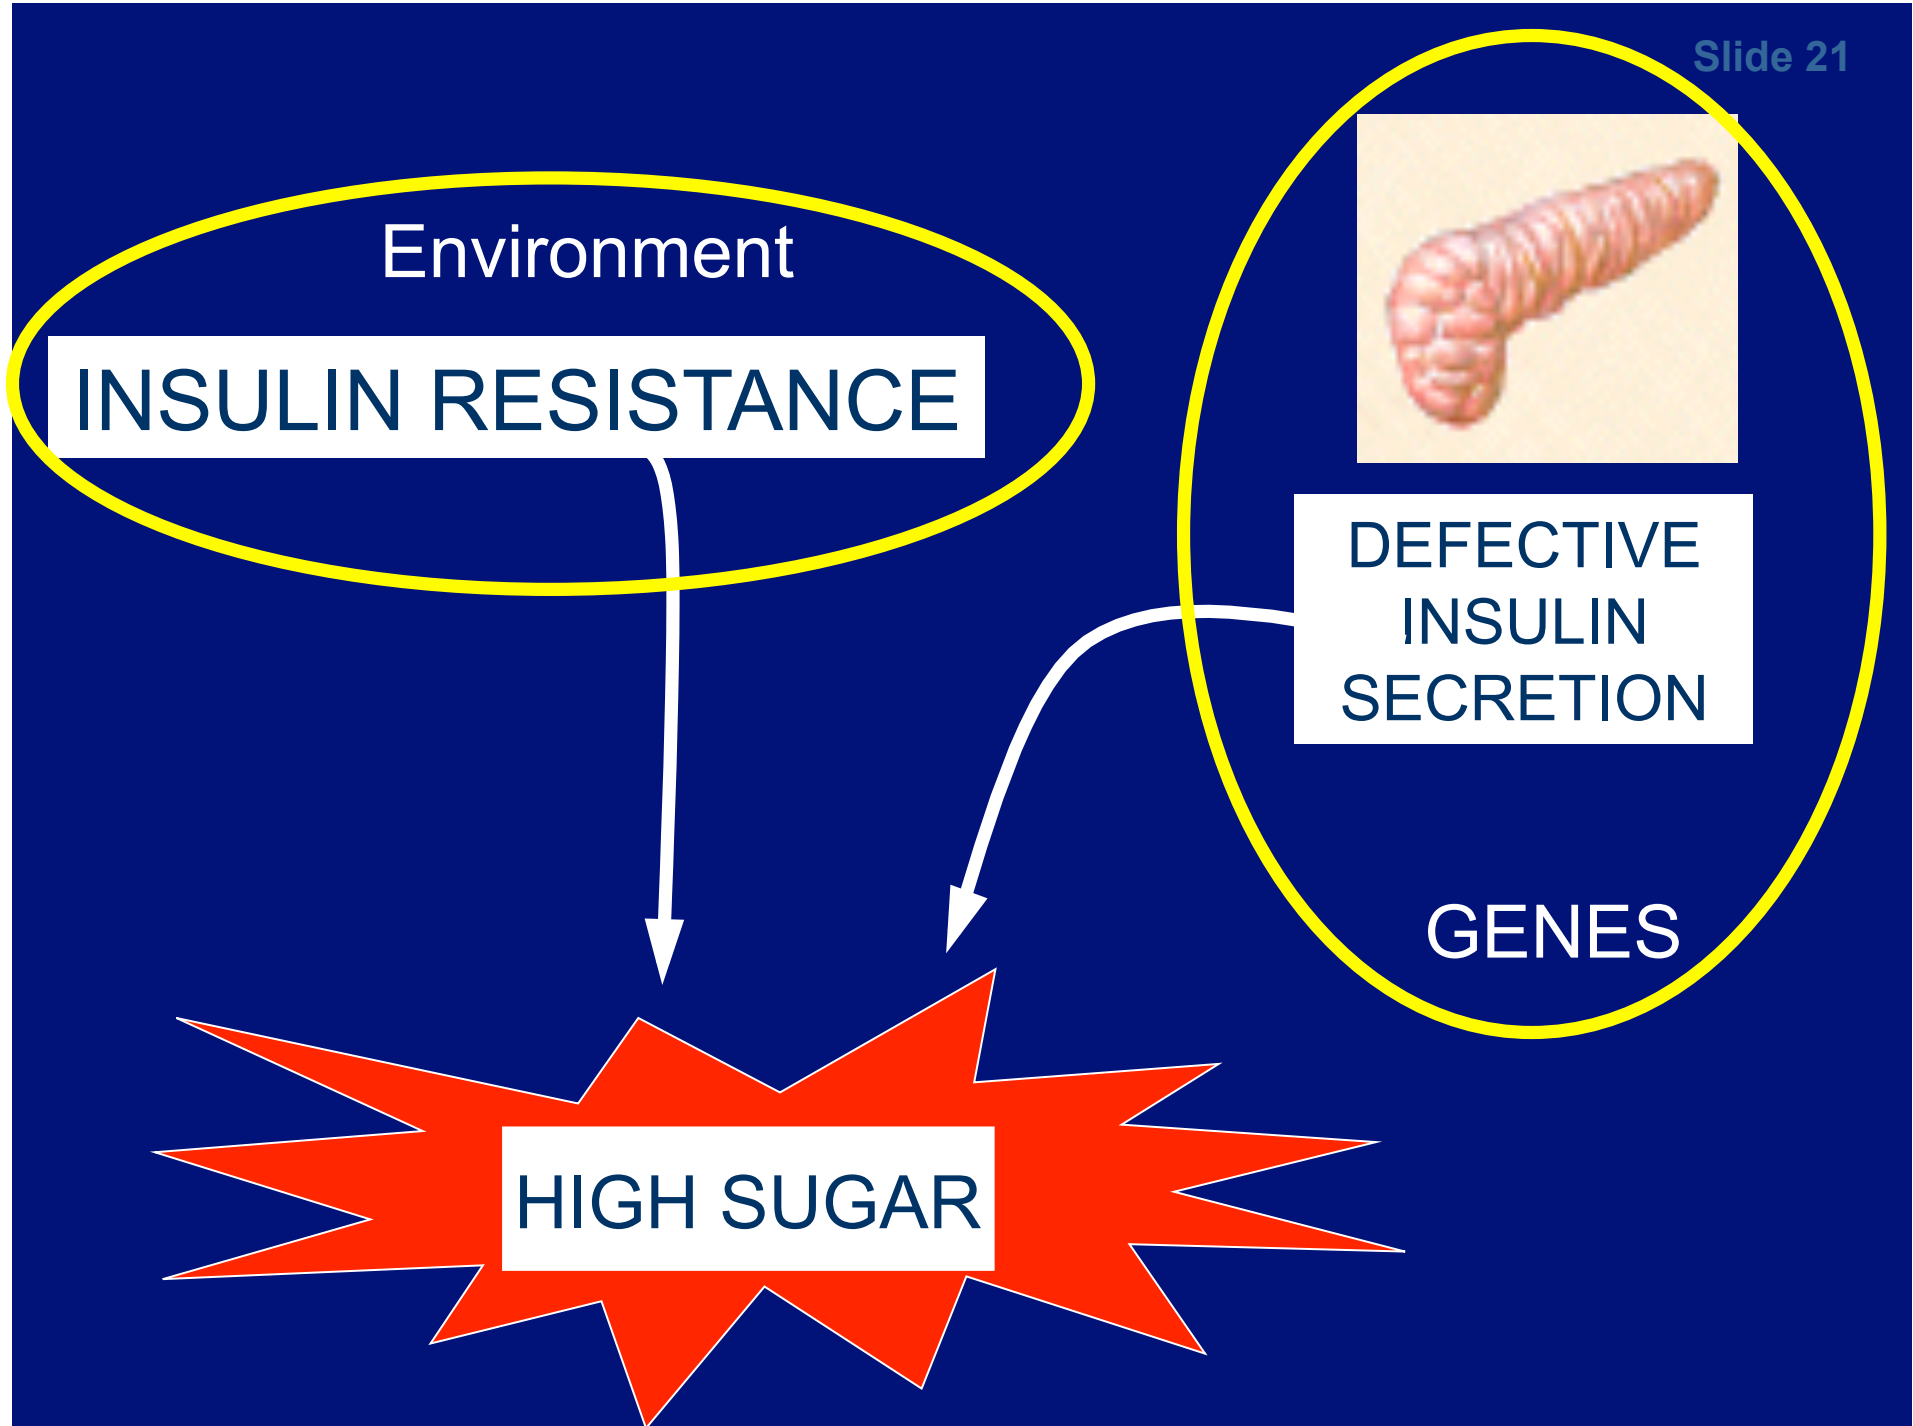 Slide 21
Environment
INSULIN RESISTANCE
DEFECTIVE
INSULIN
SECRETION
GENES
HIGH SUGAR